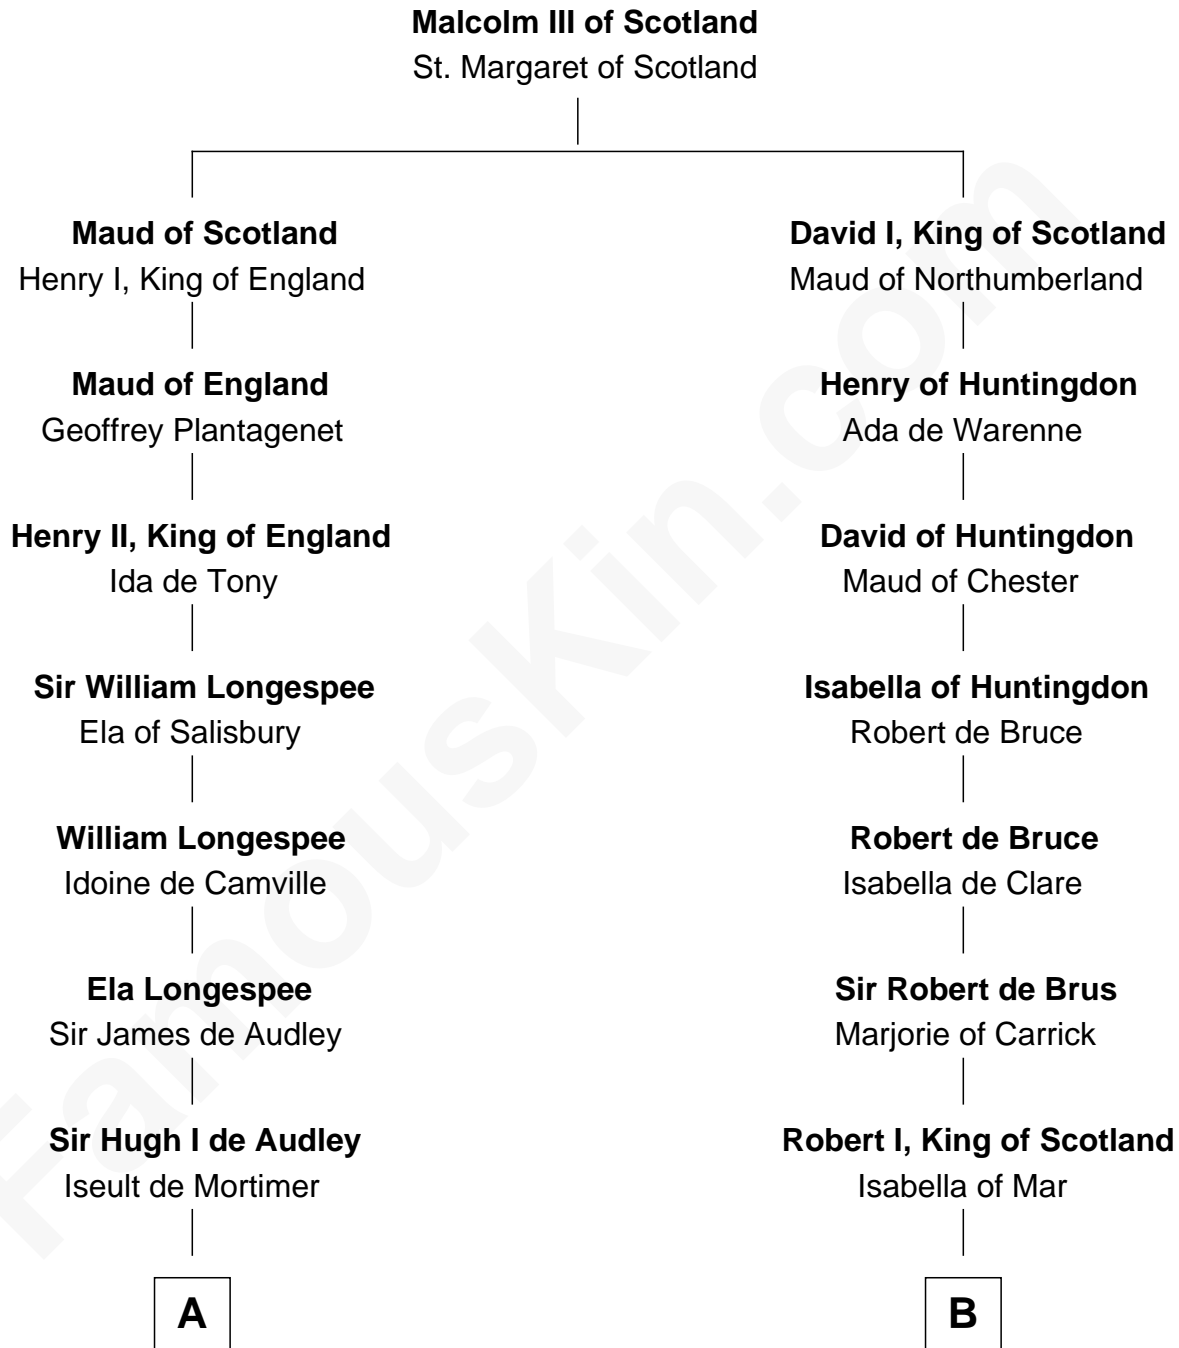 Malcolm III of Scotland
St. Margaret of Scotland
Maud of Scotland
Henry I, King of England
David I, King of Scotland
Maud of Northumberland
Maud of England
Geoffrey Plantagenet
Henry of Huntingdon
Ada de Warenne
Henry II, King of England
Ida de Tony
David of Huntingdon
Maud of Chester
Sir William Longespee
Ela of Salisbury
Isabella of Huntingdon
Robert de Bruce
William Longespee
Idoine de Camville
Robert de Bruce
Isabella de Clare
Ela Longespee
Sir James de Audley
Sir Robert de Brus
Marjorie of Carrick
Sir Hugh I de Audley
Iseult de Mortimer
Robert I, King of Scotland
Isabella of Mar
A
B
FamousKin.com